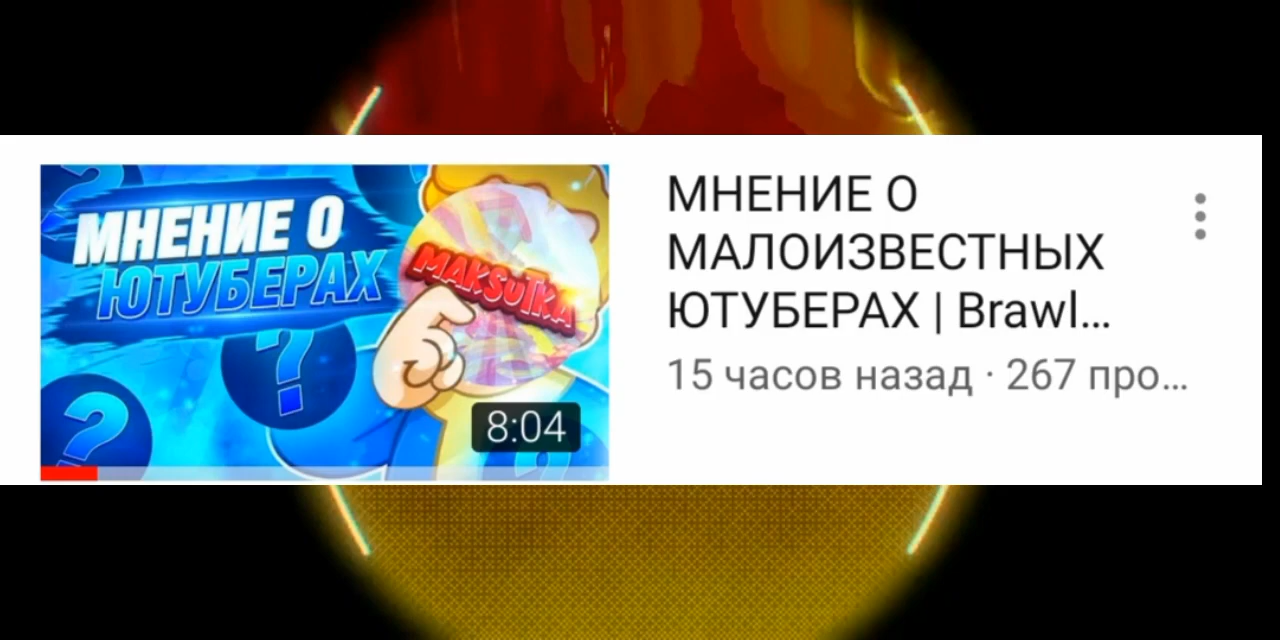 МНЕНИЕ О
ЮТУБЕРАХ
MAKSUTKA
8:04
МНЕНИЕ О
МАЛОИЗВЕСТНЫХ
ЮТУБЕРАХ | Brawl...
15 часов назад · 267 про...